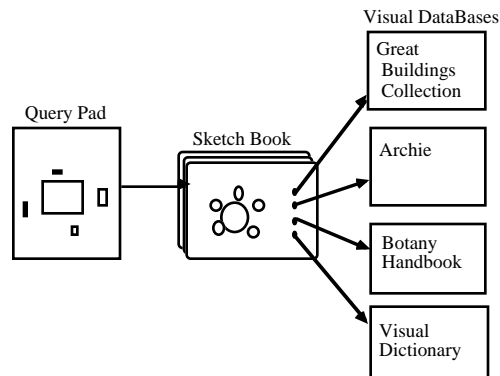 Visual DataBases
Great
Buildings
Collection
Query Pad
Sketch Book
Archie
Botany
Handbook
Visual
Dictionary